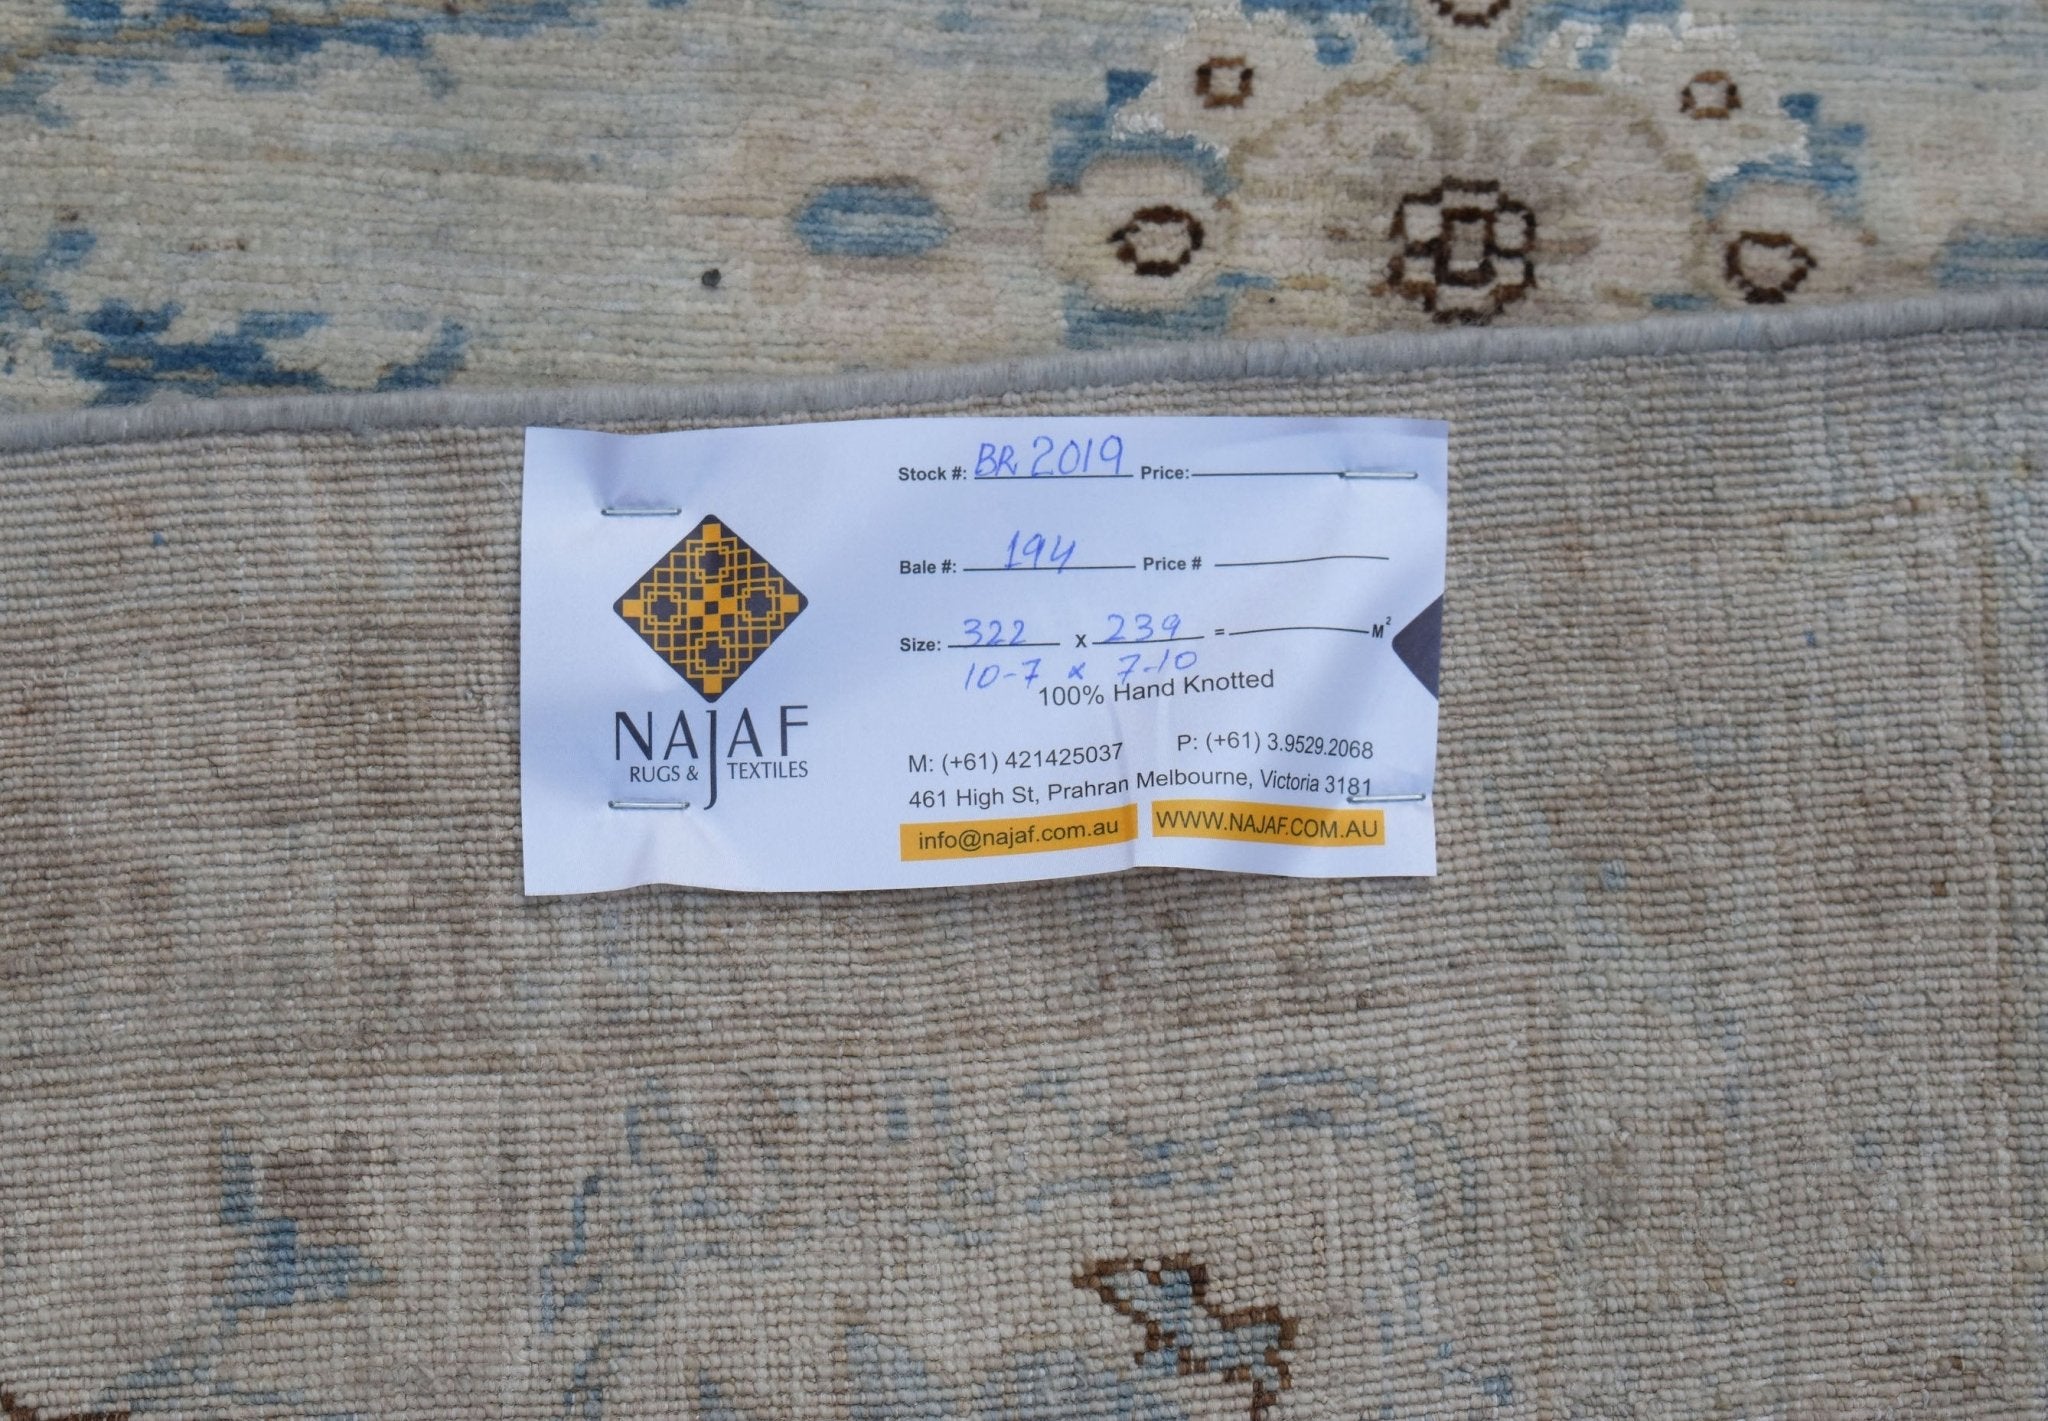 Stock #: BR 2019 Price:
Bale #: 194 Price #
Size: 322 x 239 = M²
10-7 x 7-10
100% Hand Knotted
NAJAF
RUGS & TEXTILES
M: (+61) 421425037 P: (+61) 3.9529.2068
461 High St, Prahran Melbourne, Victoria 3181
info@najaf.com.au WWW.NAJAF.COM.AU